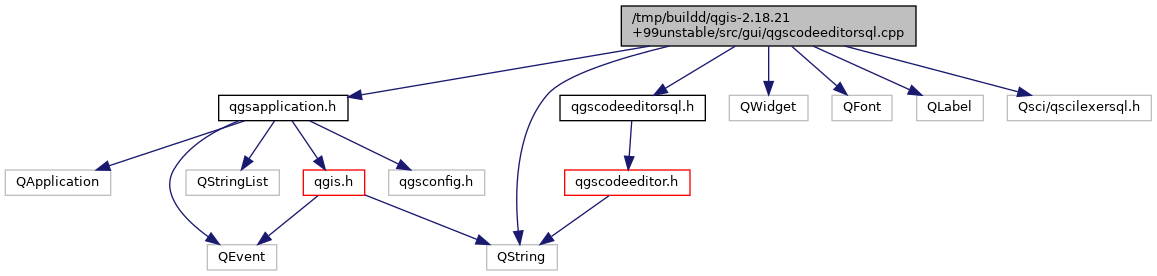 /tmp/buildd/qgis-2.18.21
+99unstable/src/gui/qgscodeeditorsql.cpp
qgsapplication.h
qgscodeeditorsql.h
QWidget
QFont
QLabel
Qsci/qscilexersql.h
QApplication
QStringList
qgis.h
qgsconfig.h
qgscodeeditor.h
QEvent
QString